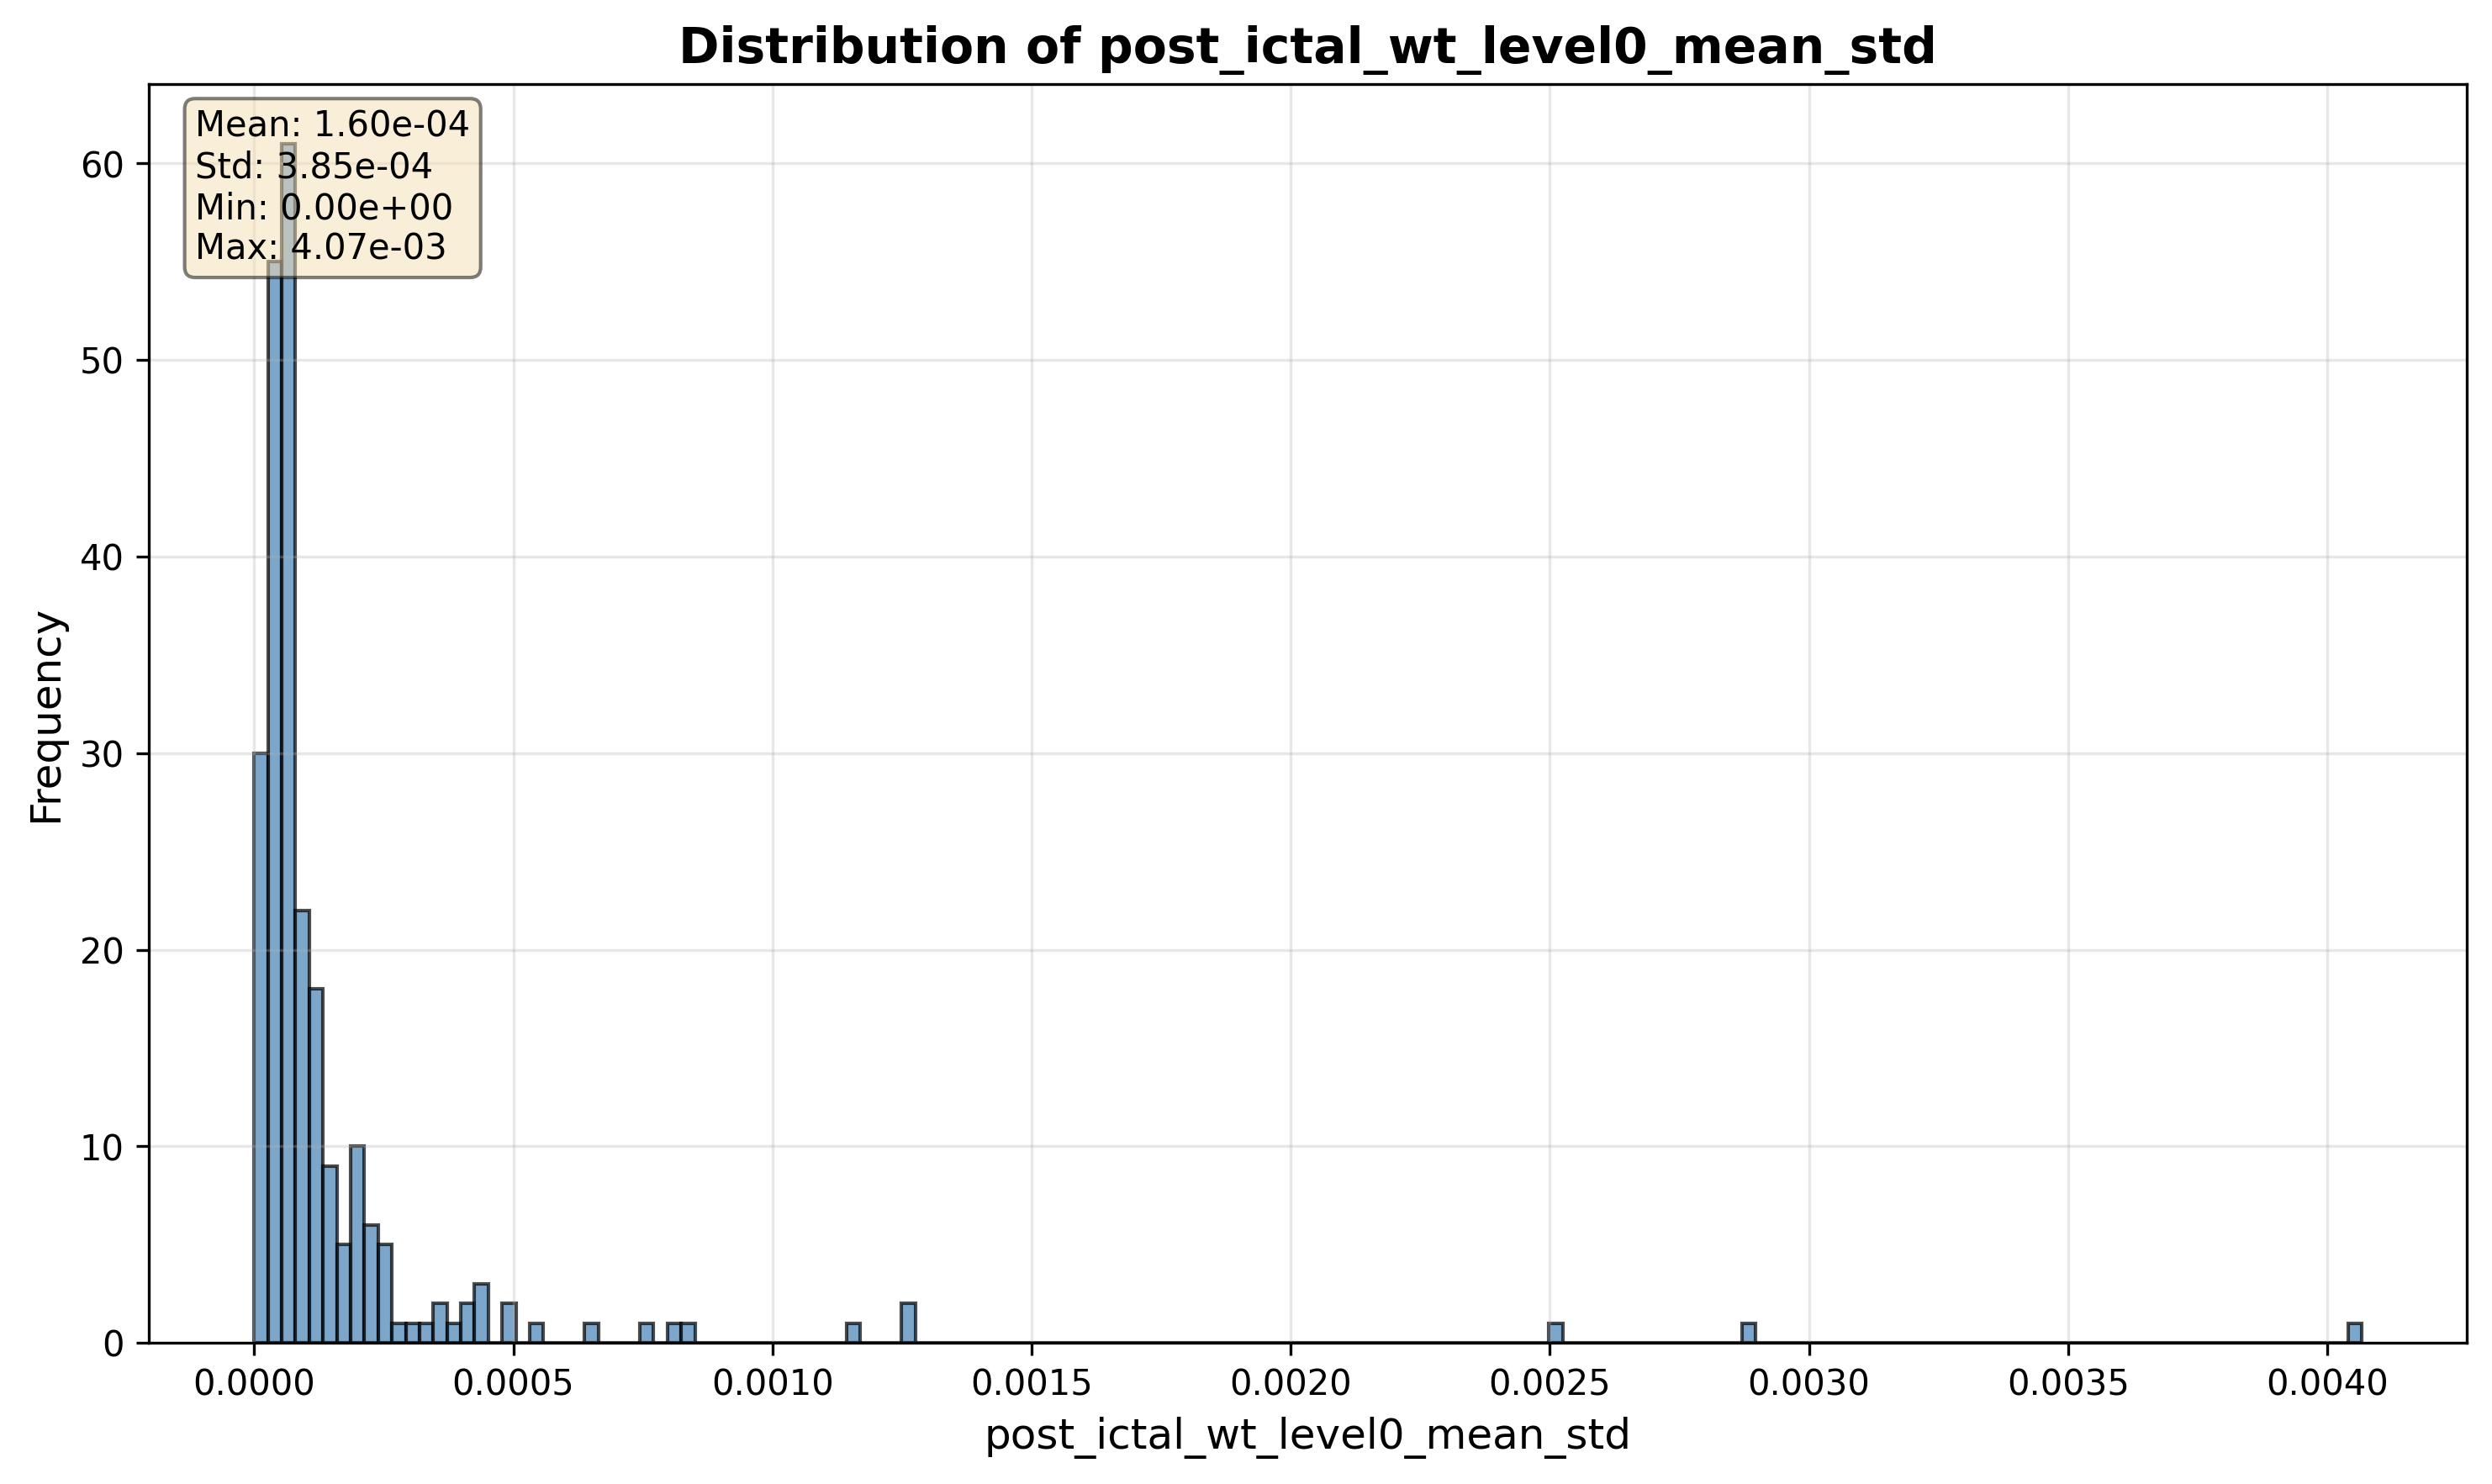 Distribution of post_ictal_wt_level0_mean_std
Mean: 1.60e-04
Std: 3.85e-04
Min: 0.00e+00
Max: 4.07e-03
60
50
40
30
20
10
0
Frequency
0.0000 0.0005 0.0010 0.0015 0.0020 0.0025 0.0030 0.0035 0.0040
post_ictal_wt_level0_mean_std